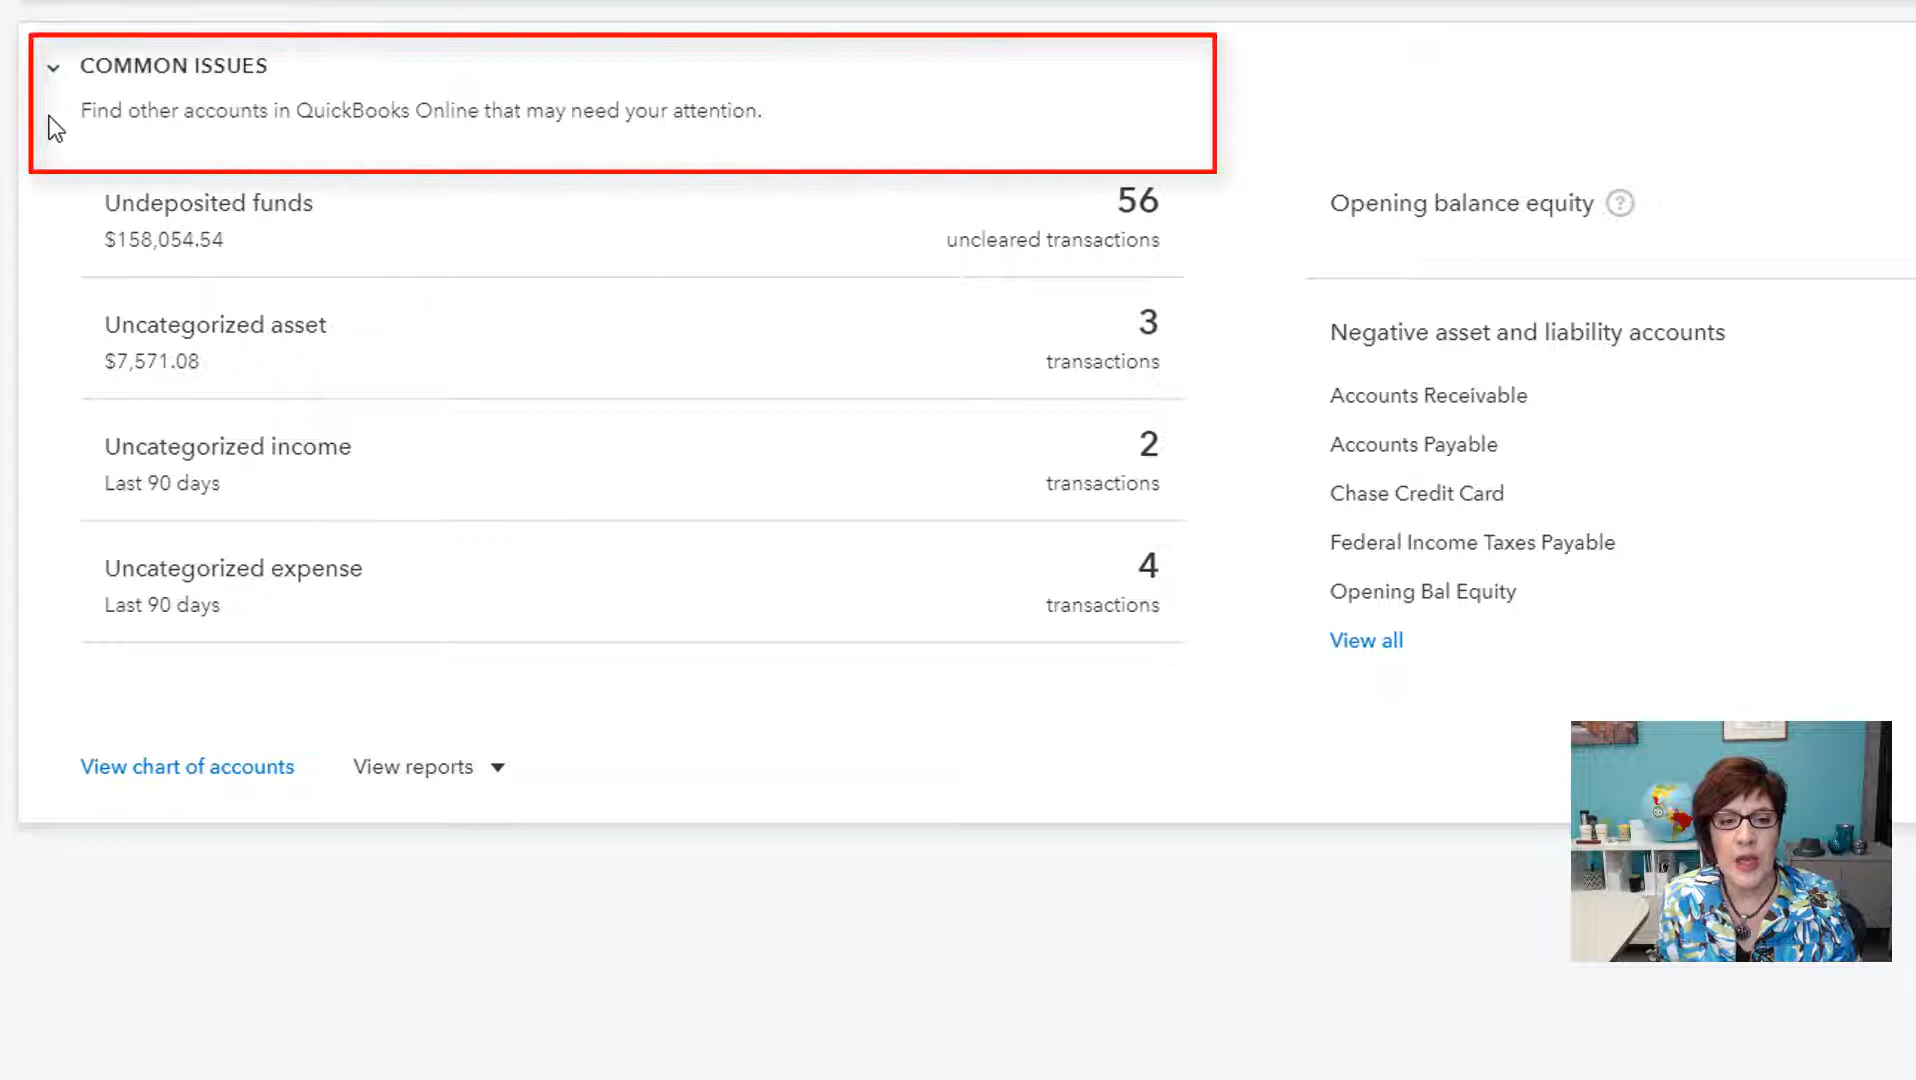 COMMON ISSUES
Find other accounts in QuickBooks Online that may need your attention.
Undeposited funds
56
$158,054.54
uncleared transactions
Uncategorized asset
3
$7,571.08
transactions
Uncategorized income
2
Last 90 days
transactions
Uncategorized expense
4
Last 90 days
transactions
Opening balance equity ?
Negative asset and liability accounts
Accounts Receivable
Accounts Payable
Chase Credit Card
Federal Income Taxes Payable
Opening Bal Equity
View all
View chart of accounts
View reports